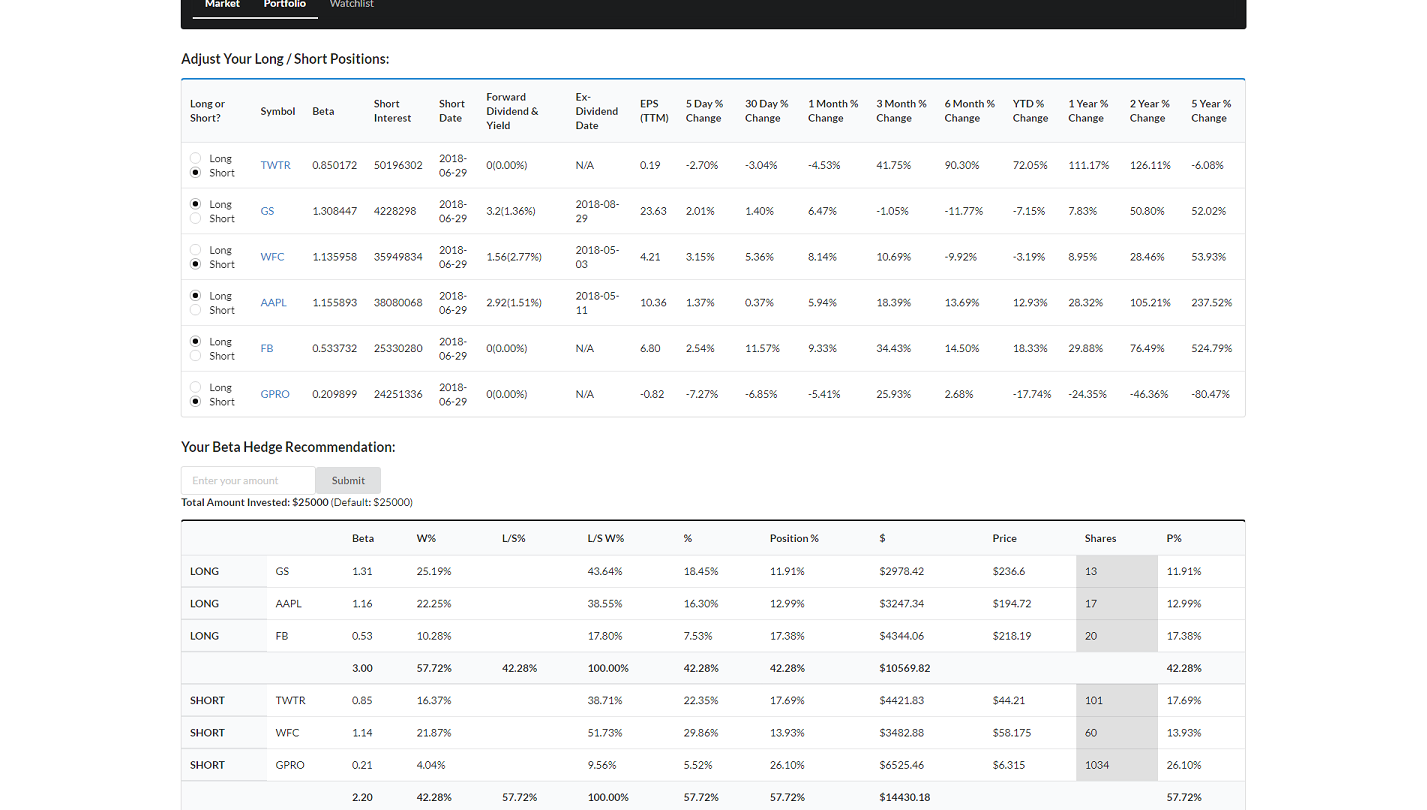 Market Portfolio Watchlist
Adjust Your Long / Short Positions:
Long or Short? Symbol Beta Short Interest Short Date Forward Dividend & Yield Ex-Dividend Date EPS (TTM) 5 Day % Change 30 Day % Change 1 Month % Change 3 Month % Change 6 Month % Change YTD % Change 1 Year % Change 2 Year % Change 5 Year % Change
Long Short TWTR 0.850172 50196302 2018-06-29 0(0.00%) N/A 0.19 -2.70% -3.04% -4.53% 41.75% 90.30% 72.05% 111.17% 126.11% -6.08%
Long Short GS 1.308447 4228298 2018-06-29 3.2(1.36%) 2018-08-29 23.63 2.01% 1.40% 6.47% -1.05% -11.77% -7.15% 7.83% 50.80% 52.02%
Long Short WFC 1.135958 35949834 2018-06-29 1.56(2.77%) 2018-05-03 4.21 3.15% 5.36% 8.14% 10.69% -9.92% -3.19% 8.95% 28.46% 53.93%
Long Short AAPL 1.155893 38080068 2018-06-29 2.92(1.51%) 2018-05-11 10.36 1.37% 0.37% 5.94% 18.39% 13.69% 12.93% 28.32% 105.21% 237.52%
Long Short FB 0.533732 25330280 2018-06-29 0(0.00%) N/A 6.80 2.54% 11.57% 9.33% 34.43% 14.50% 18.33% 29.88% 76.49% 524.79%
Long Short GPRO 0.209899 24251336 2018-06-29 0(0.00%) N/A -0.82 -7.27% -6.85% -5.41% 25.93% 2.68% -17.74% -24.35% -46.36% -80.47%
Your Beta Hedge Recommendation:
Enter your amount Submit
Total Amount Invested: $25000 (Default: $25000)
Beta W% L/S% L/S W% % Position % $ Price Shares P%
LONG GS 1.31 25.19% 43.64% 18.45% 11.91% $2978.42 $236.6 13 11.91%
LONG AAPL 1.16 22.25% 38.55% 16.30% 12.99% $3247.34 $194.72 17 12.99%
LONG FB 0.53 10.28% 17.80% 7.53% 17.38% $4344.06 $218.19 20 17.38%
3.00 57.72% 42.28% 100.00% 42.28% 42.28% $10569.82 42.28%
SHORT TWTR 0.85 16.37% 38.71% 22.35% 17.69% $4421.83 $44.21 101 17.69%
SHORT WFC 1.14 21.87% 51.73% 29.86% 13.93% $3482.88 $58.175 60 13.93%
SHORT GPRO 0.21 4.04% 9.56% 5.52% 26.10% $6525.46 $6.315 1034 26.10%
2.20 42.28% 57.72% 100.00% 57.72% 57.72% $14430.18 57.72%